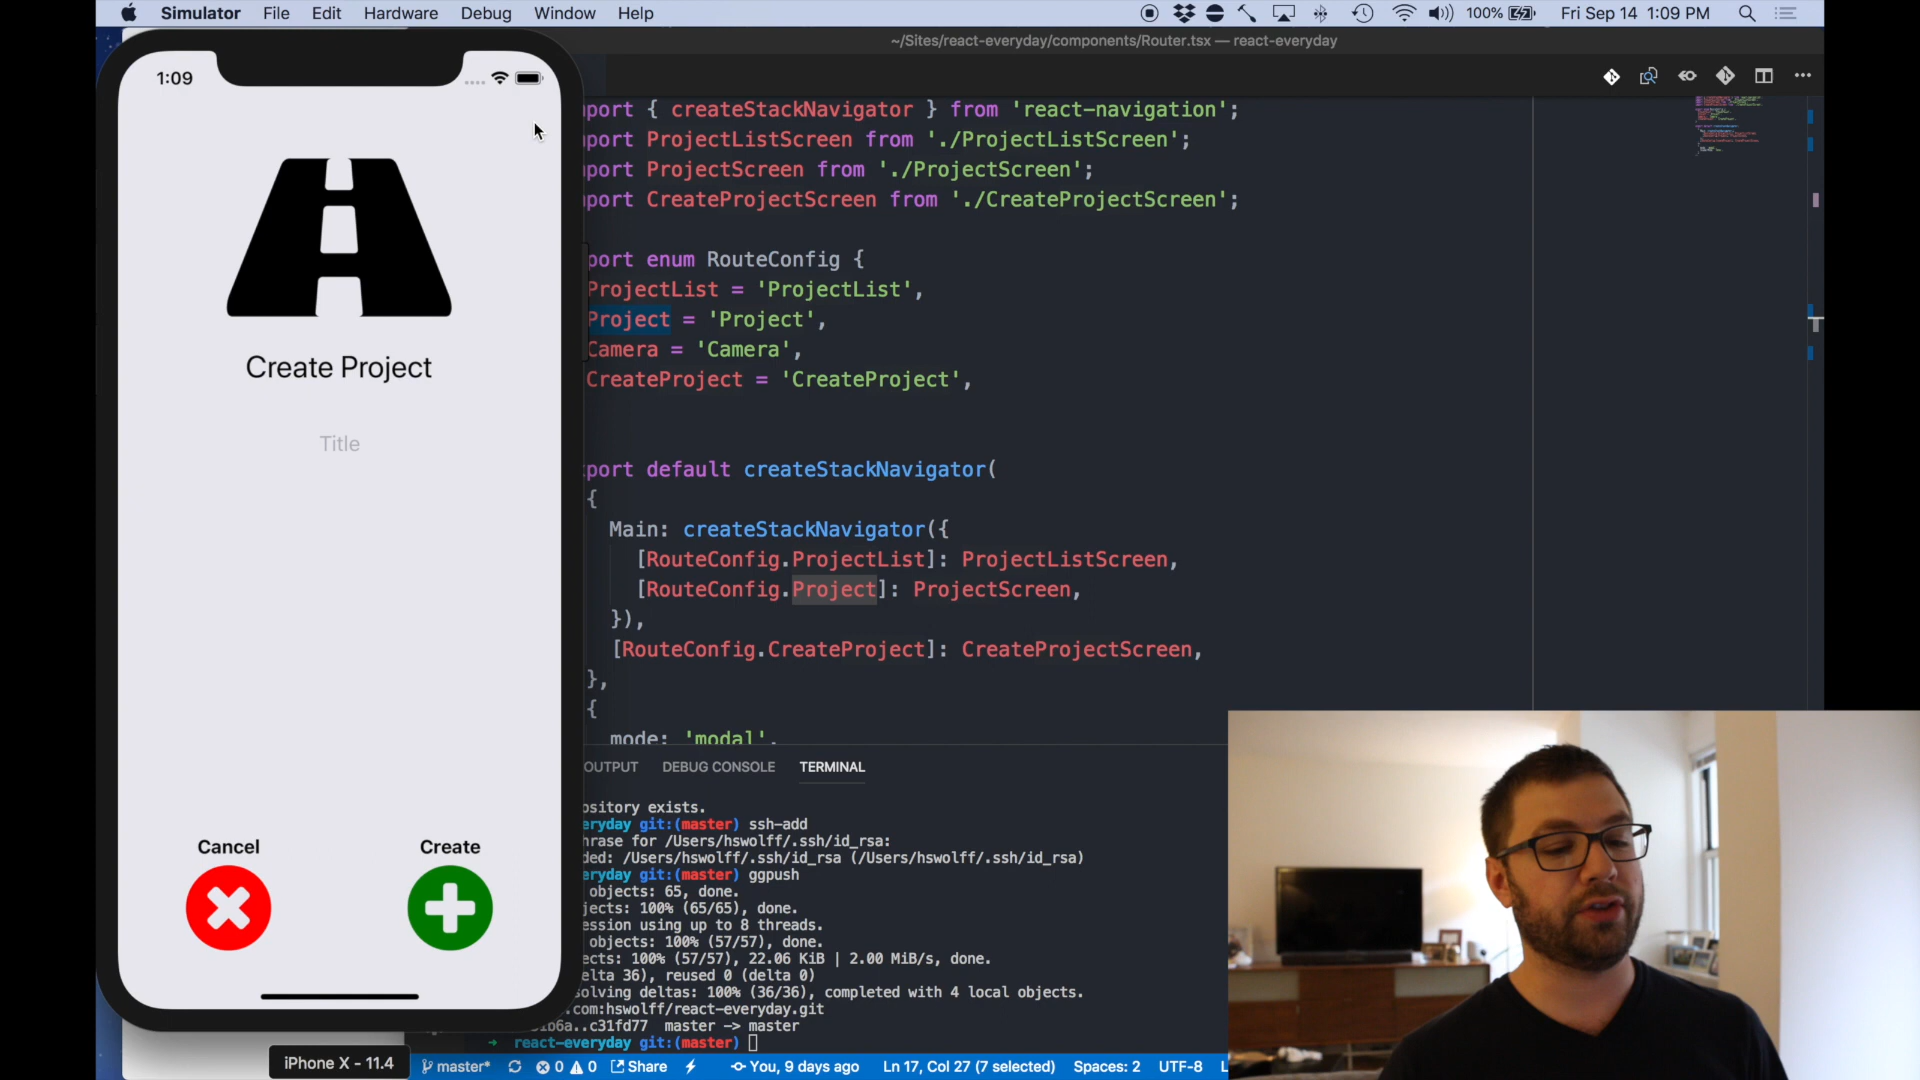 Simulator File Edit Hardware Debug Window Help
100% Fri Sep 14 1:09 PM
~/Sites/react-everyday/components/Router.tsx — react-everyday
1:09
Create Project
Title
Cancel
Create
iPhone X - 11.4
port { createStackNavigator } from 'react-navigation';
port ProjectListScreen from './ProjectListScreen';
port ProjectScreen from './ProjectScreen';
port CreateProjectScreen from './CreateProjectScreen';
port enum RouteConfig {
ProjectList = 'ProjectList',
Project = 'Project',
Camera = 'Camera',
CreateProject = 'CreateProject',
port default createStackNavigator(
{
Main: createStackNavigator({
[RouteConfig.ProjectList]: ProjectListScreen,
[RouteConfig.Project]: ProjectScreen,
}),
[RouteConfig.CreateProject]: CreateProjectScreen,
},
{
mode: 'modal',
OUTPUT DEBUG CONSOLE TERMINAL
ository exists.
eryday git:(master) ssh-add
hrase for /Users/hswolff/.ssh/id_rsa:
ded: /Users/hswolff/.ssh/id_rsa (/Users/hswolff/.ssh/id_rsa)
eryday git:(master) ggpush
objects: 65, done.
jects: 100% (65/65), done.
ession using up to 8 threads.
objects: 100% (57/57), done.
ects: 100% (57/57), 22.06 KiB | 2.00 MiB/s, done.
elta 36), reused 0 (delta 0)
solving deltas: 100% (36/36), completed with 4 local objects.
.com:hswolff/react-everyday.git
b6a..c31fd77 master -> master
→ react-everyday git:(master)
master* 0 0 Share You, 9 days ago Ln 17, Col 27 (7 selected) Spaces: 2 UTF-8 L